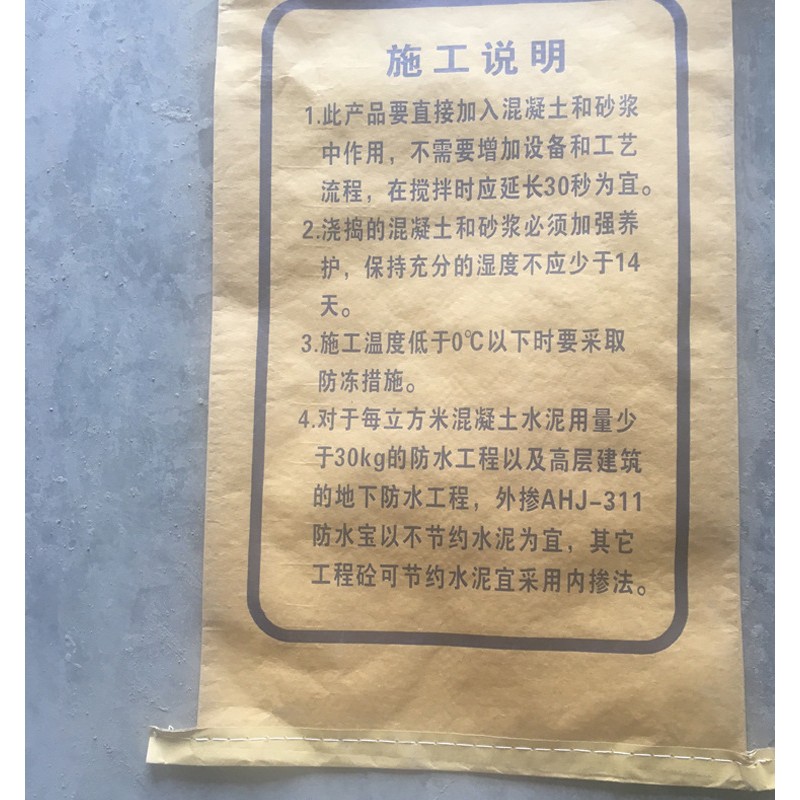 施工说明
1.此产品要直接加入混凝土和砂浆
中作用，不需要增加设备和工艺
流程，在搅拌时应延长30秒为宜。
2.浇捣的混凝土和砂浆必须加强养
护，保持充分的湿度不应少于14
天。
3.施工温度低于0℃以下时要采取
防冻措施。
4.对于每立方米混凝土水泥用量少
于30kg的防水工程以及高层建筑
的地下防水工程，外掺AHJ-311
防水宝以不节约水泥为宜，其它
工程砼可节约水泥宜采用内掺法。